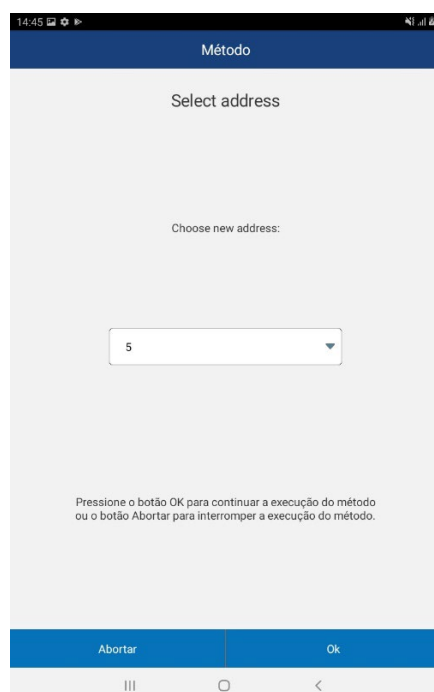 14:45
Método
Select address
Choose new address:
5
Pressione o botão OK para continuar a execução do método
ou o botão Abortar para interromper a execução do método.
Abortar
Ok